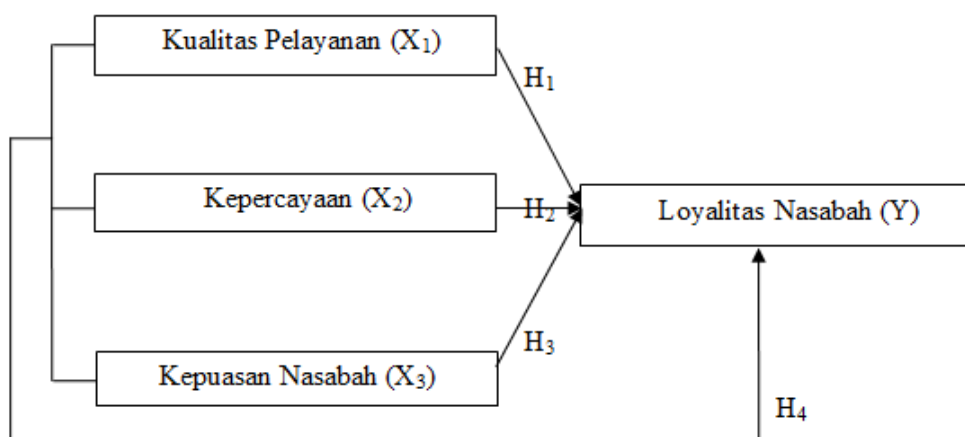 Kualitas Pelayanan (X₁)
H₁
Kepercayaan (X₂)
H₂
Loyalitas Nasabah (Y)
H₃
Kepuasan Nasabah (X₃)
H₄